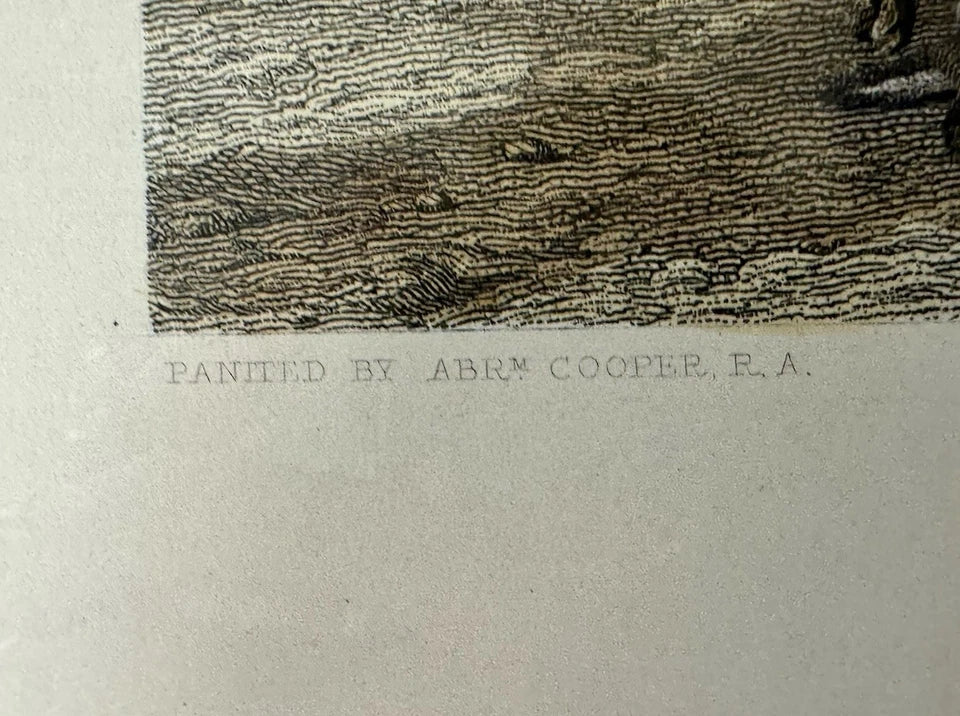 PANITED BY ABRᴹ COOPER, R. A.